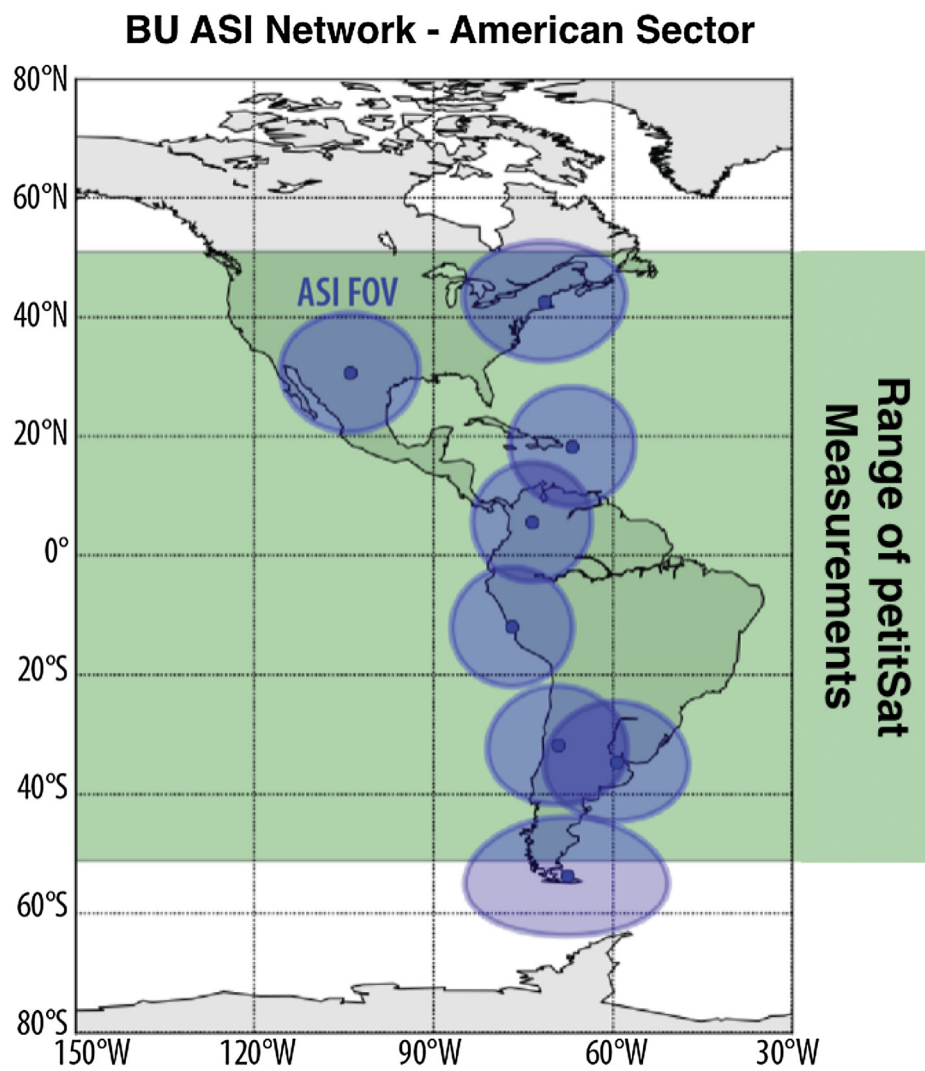 BU ASI Network - American Sector
80°N
60°N
40°N
20°N
0°
20°S
40°S
60°S
80°S
ASI FOV
150°W
120°W
90°W
60°W
30°W
Range of petitSat
Measurements